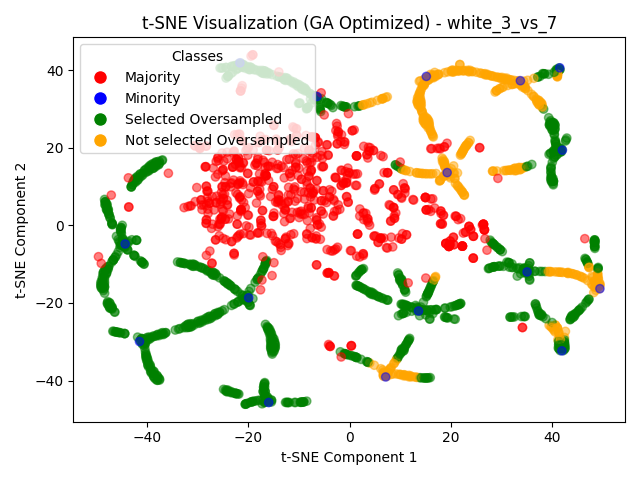 t-SNE Visualization (GA Optimized) - white_3_vs_7
Classes
Majority
Minority
Selected Oversampled
Not selected Oversampled
t-SNE Component 2
40
20
0
−20
−40
−40
−20
0
20
40
t-SNE Component 1